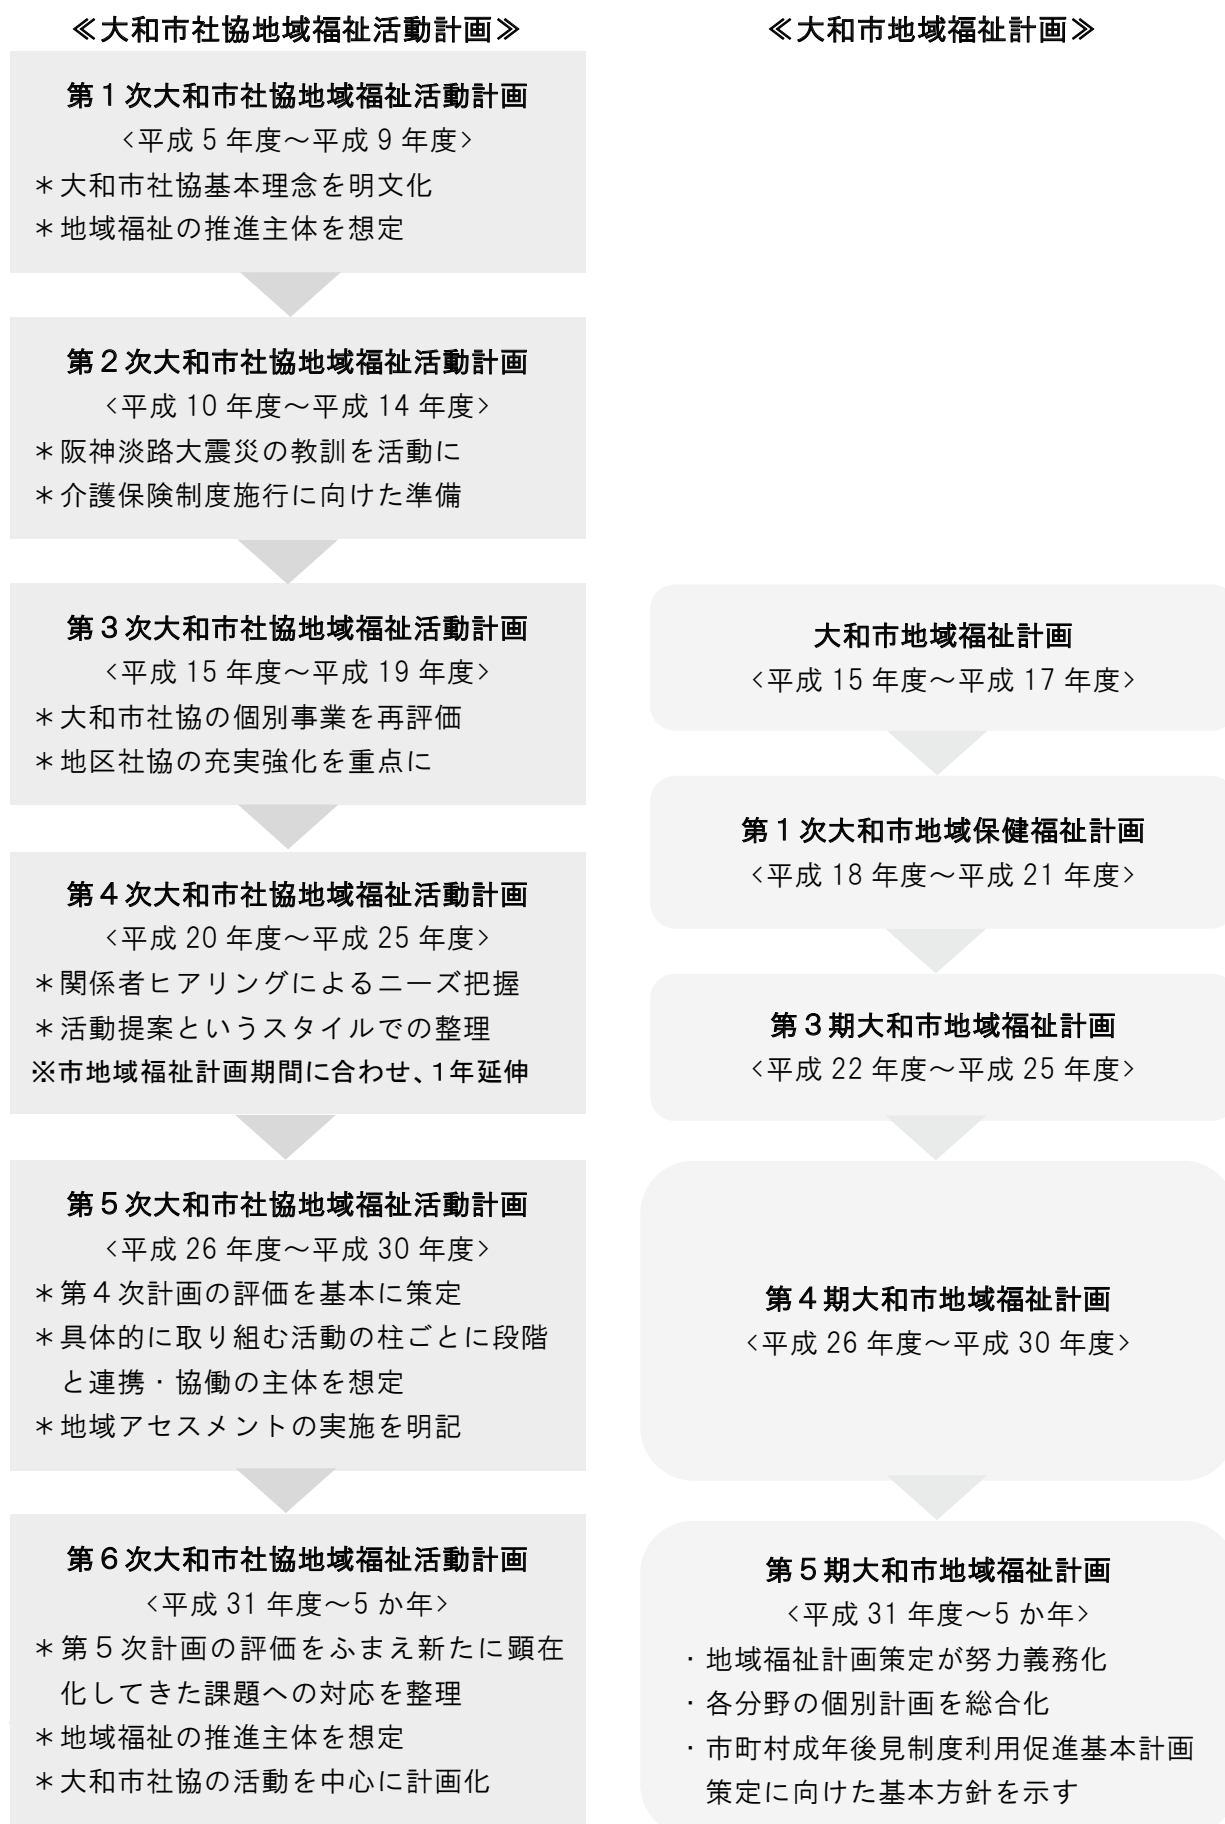 ≪大和市社協地域福祉活動計画≫
第１次大和市社協地域福祉活動計画
<平成 5 年度～平成 9 年度>
＊大和市社協基本理念を明文化
＊地域福祉の推進主体を想定
第２次大和市社協地域福祉活動計画
<平成 10 年度～平成 14 年度>
＊阪神淡路大震災の教訓を活動に
＊介護保険制度施行に向けた準備
第３次大和市社協地域福祉活動計画
<平成 15 年度～平成 19 年度>
＊大和市社協の個別事業を再評価
＊地区社協の充実強化を重点に
第４次大和市社協地域福祉活動計画
<平成 20 年度～平成 25 年度>
＊関係者ヒアリングによるニーズ把握
＊活動提案というスタイルでの整理
※市地域福祉計画期間に合わせ、1年延伸
第５次大和市社協地域福祉活動計画
<平成 26 年度～平成 30 年度>
＊第４次計画の評価を基本に策定
＊具体的に取り組む活動の柱ごとに段階
と連携・協働の主体を想定
＊地域アセスメントの実施を明記
第６次大和市社協地域福祉活動計画
<平成 31 年度～5 か年>
＊第５次計画の評価をふまえ新たに顕在
化してきた課題への対応を整理
＊地域福祉の推進主体を想定
＊大和市社協の活動を中心に計画化
≪大和市地域福祉計画≫
大和市地域福祉計画
<平成 15 年度～平成 17 年度>
第１次大和市地域保健福祉計画
<平成 18 年度～平成 21 年度>
第３期大和市地域福祉計画
<平成 22 年度～平成 25 年度>
第４期大和市地域福祉計画
<平成 26 年度～平成 30 年度>
第５期大和市地域福祉計画
<平成 31 年度～5 か年>
・地域福祉計画策定が努力義務化
・各分野の個別計画を総合化
・市町村成年後見制度利用促進基本計画
策定に向けた基本方針を示す